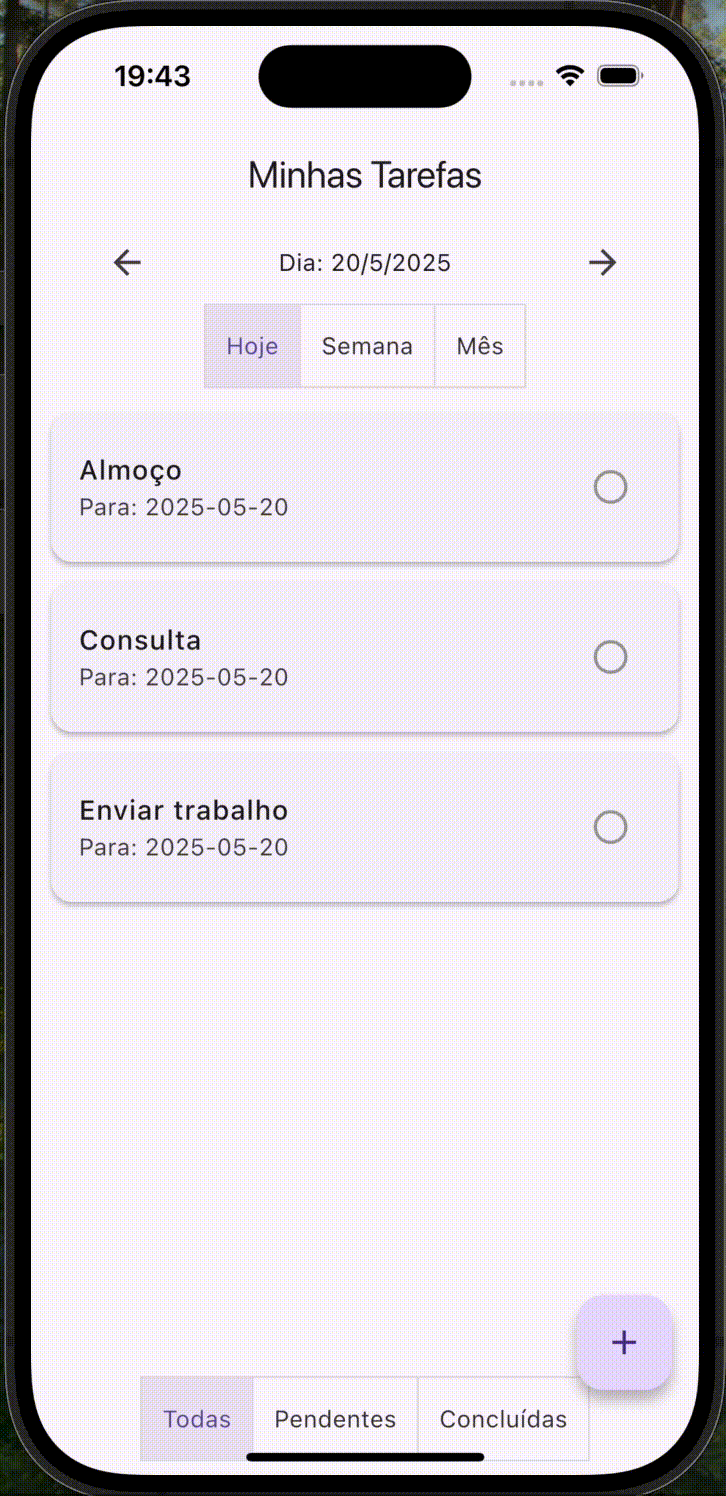 19:43
Minhas Tarefas
Dia: 20/5/2025
Hoje Semana Mês
Almoço
Para: 2025-05-20
Consulta
Para: 2025-05-20
Enviar trabalho
Para: 2025-05-20
+
Todas Pendentes Concluídas